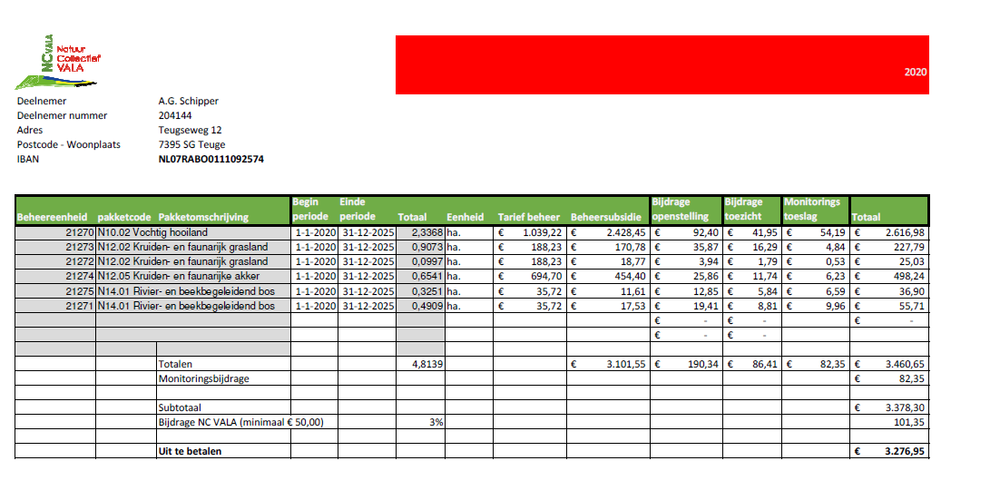 NC VALA
Natuur
Collectief
VALA
2020
Deelnemer A.G. Schipper
Deelnemer nummer 204144
Adres Teugseweg 12
Postcode - Woonplaats 7395 SG Teuge
IBAN NL07RABO0111092574
Beheereenheid pakketcode Pakketomschrijving Begin periode Einde periode Totaal Eenheid Tarief beheer Beheersubsidie Bijdrage openstelling Bijdrage toezicht Monitorings toeslag Totaal
21270 N10.02 Vochtig hooiland 1-1-2020 31-12-2025 2,3368 ha. € 1.039,22 € 2.428,45 € 92,40 € 41,95 € 54,19 € 2.616,98
21273 N12.02 Kruiden- en faunarijk grasland 1-1-2020 31-12-2025 0,9073 ha. € 188,23 € 170,78 € 35,87 € 16,29 € 4,84 € 227,79
21272 N12.02 Kruiden- en faunarijk grasland 1-1-2020 31-12-2025 0,0997 ha. € 188,23 € 18,77 € 3,94 € 1,79 € 0,53 € 25,03
21274 N12.05 Kruiden- en faunarijke akker 1-1-2020 31-12-2025 0,6541 ha. € 694,70 € 454,40 € 25,86 € 11,74 € 6,23 € 498,24
21275 N14.01 Rivier- en beekbegeleidend bos 1-1-2020 31-12-2025 0,3251 ha. € 35,72 € 11,61 € 12,85 € 5,84 € 6,59 € 36,90
21271 N14.01 Rivier- en beekbegeleidend bos 1-1-2020 31-12-2025 0,4909 ha. € 35,72 € 17,53 € 19,41 € 8,81 € 9,96 € 55,71
€ - € - € -
€ - € -
Totalen 4,8139 € 3.101,55 € 190,34 € 86,41 € 82,35 € 3.460,65
Monitoringsbijdrage € 82,35
Subtotaal € 3.378,30
Bijdrage NC VALA (minimaal € 50,00) 3% 101,35
Uit te betalen € 3.276,95